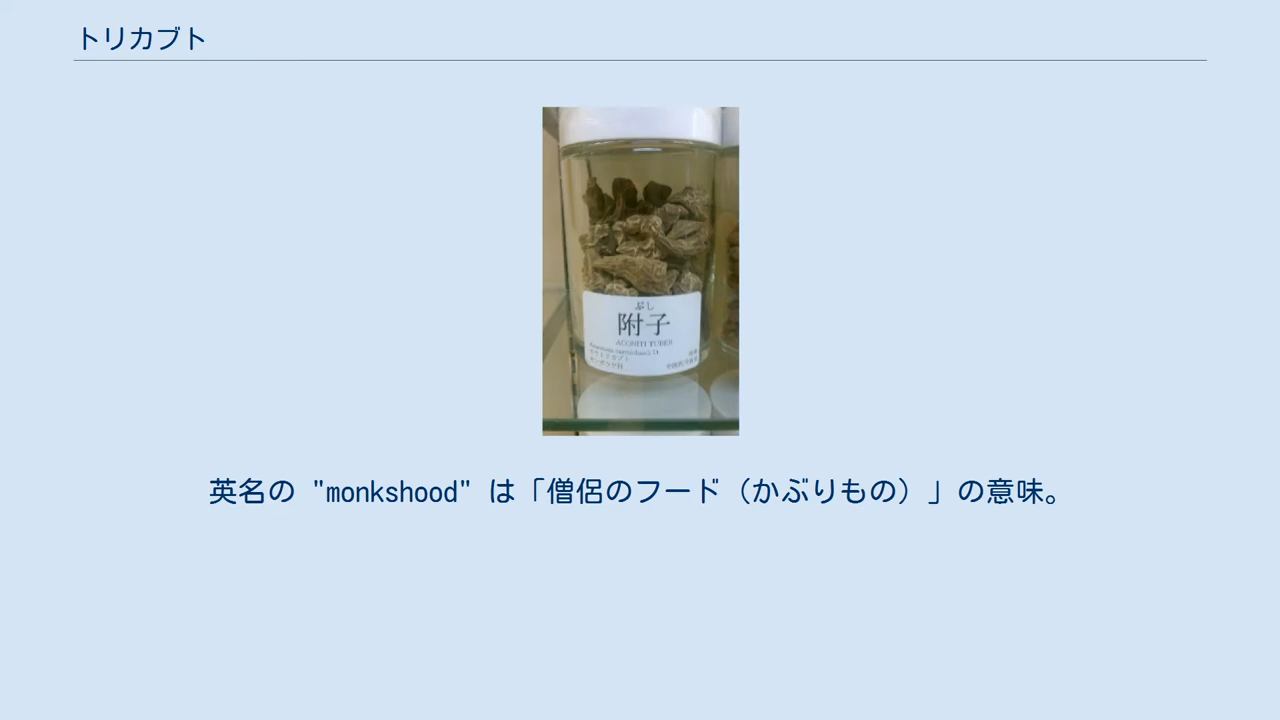 トリカブト
ぶし
附子
ACONITI TUBER
英名の "monkshood" は「僧侶のフード（かぶりもの）」の意味。